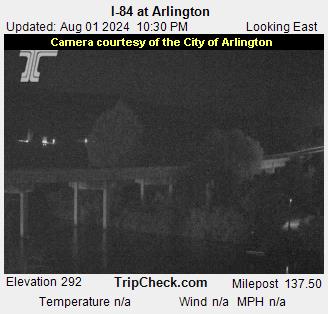 I-84 at Arlington
Updated: Aug 01 2024 10:30 PM Looking East
Camera courtesy of the City of Arlington
Elevation 292 TripCheck.com Milepost 137.50
Temperature n/a Wind n/a MPH n/a